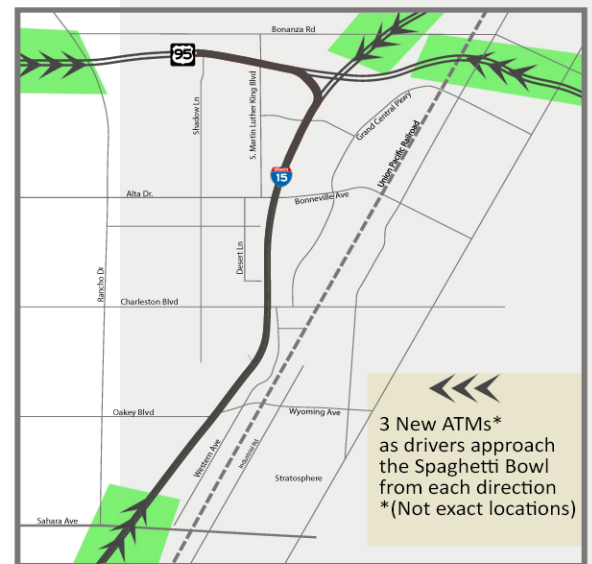 Bonanza Rd
95
Shadow Ln
S. Martin Luther King Blvd
Grand Central Pkwy
Union Pacific Railroad
15
Alta Dr.
Bonneville Ave
Desert Ln
Rancho Dr
Charleston Blvd
Oakey Blvd
Wyoming Ave
Western Ave
Industrial Rd
Stratosphere
Sahara Ave
3 New ATMs*
as drivers approach
the Spaghetti Bowl
from each direction
*(Not exact locations)